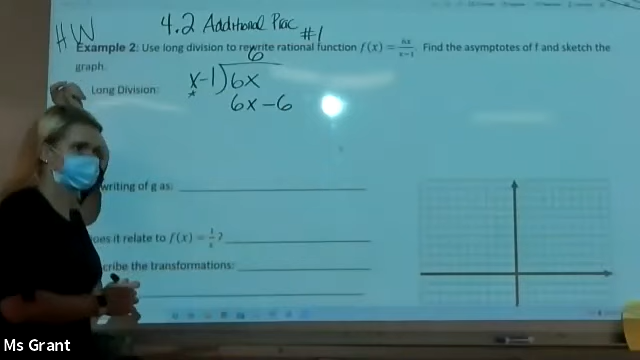 HW
4.2 Additional Prac #1
Example 2: Use long division to rewrite rational function f(x) = 6x/x-1. Find the asymptotes of f and sketch the
graph.
6
Long Division: x-1)6x
6x-6
writing of g as:
oes it relate to f(x) = 1/x?
cribe the transformations:
Ms Grant